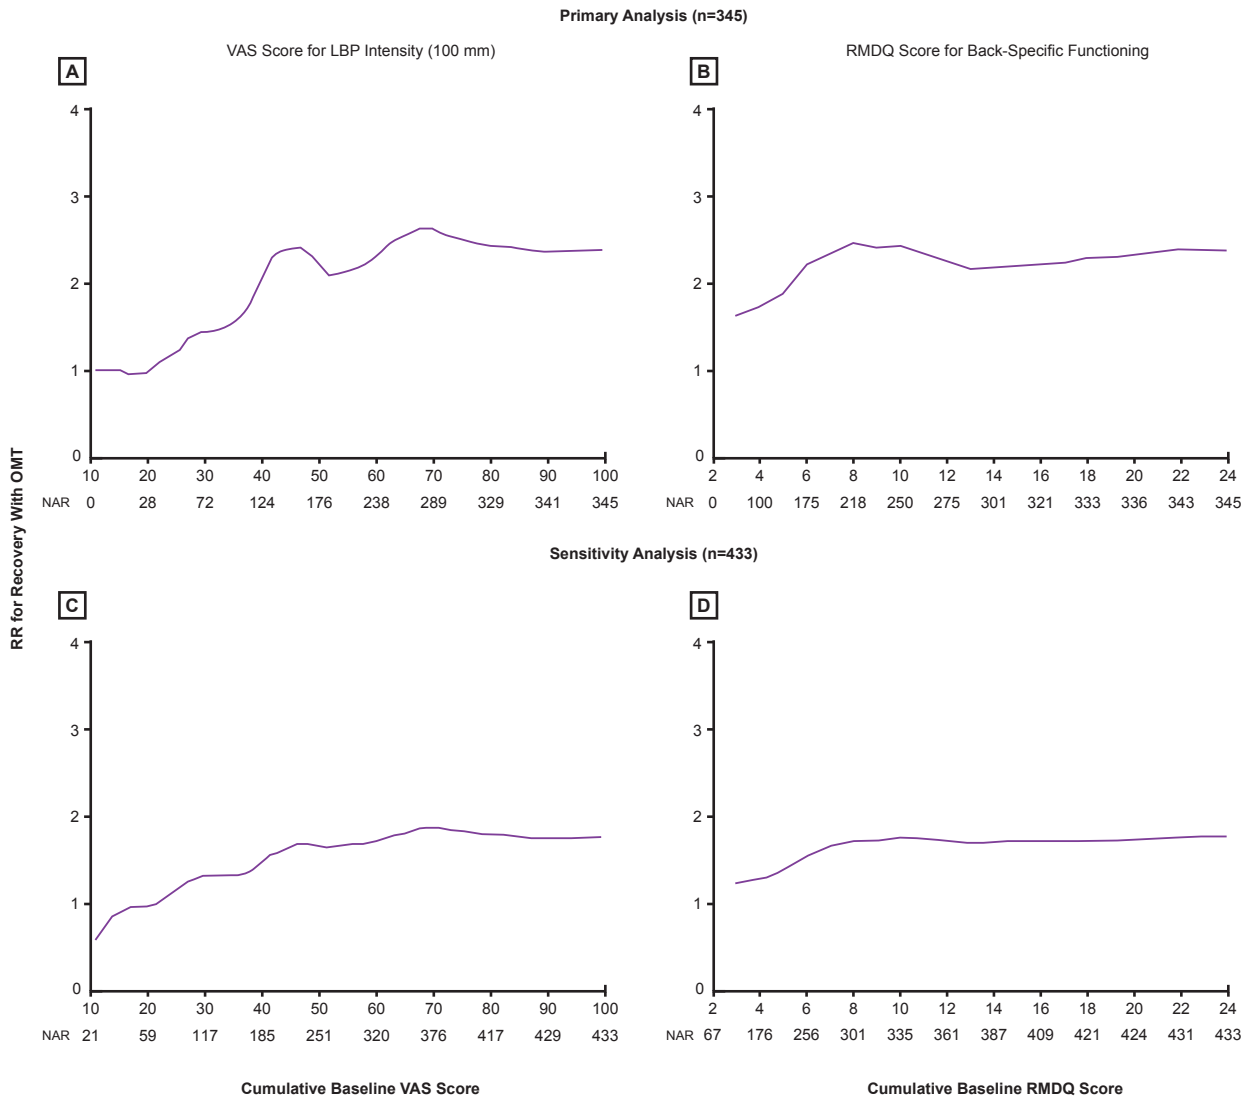 Primary Analysis (n=345)
VAS Score for LBP Intensity (100 mm)
RMDQ Score for Back-Specific Functioning
A
B
4
3
2
1
0
10 20 30 40 50 60 70 80 90 100
NAR 0 28 72 124 176 238 289 329 341 345
4
3
2
1
0
2 4 6 8 10 12 14 16 18 20 22 24
NAR 0 100 175 218 250 275 301 321 333 336 343 345
RR for Recovery With OMT
Sensitivity Analysis (n=433)
C
D
4
3
2
1
0
10 20 30 40 50 60 70 80 90 100
NAR 21 59 117 185 251 320 376 417 429 433
4
3
2
1
0
2 4 6 8 10 12 14 16 18 20 22 24
NAR 67 176 256 301 335 361 387 409 421 424 431 433
Cumulative Baseline VAS Score
Cumulative Baseline RMDQ Score